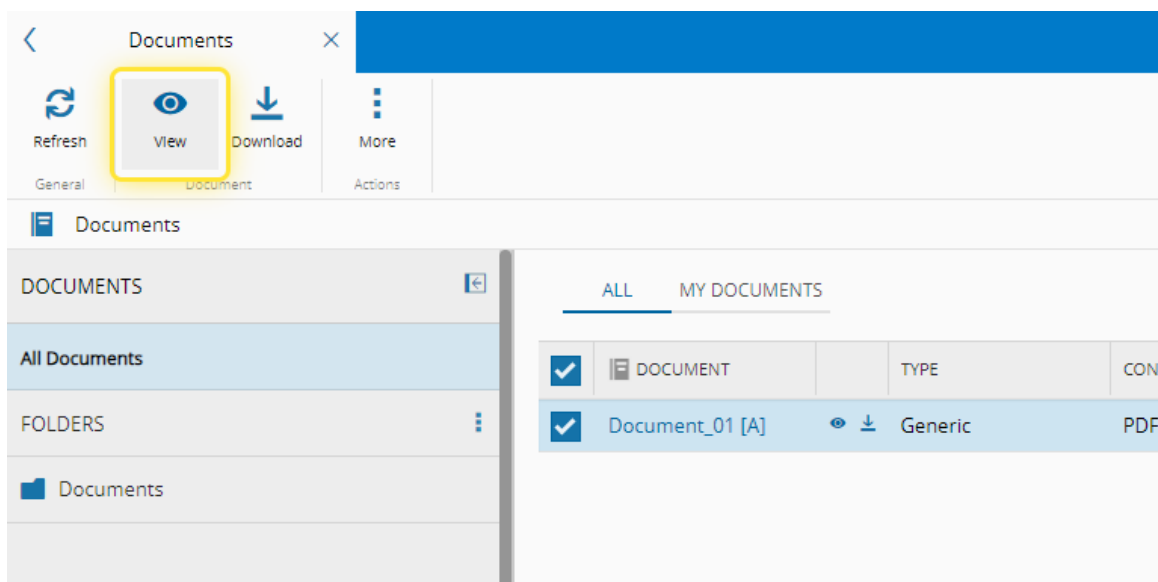 Documents
Refresh View Download More
General Document Actions
Documents
DOCUMENTS
ALL MY DOCUMENTS
All Documents
DOCUMENT TYPE CON
FOLDERS
Document_01 [A] Generic PDF
Documents